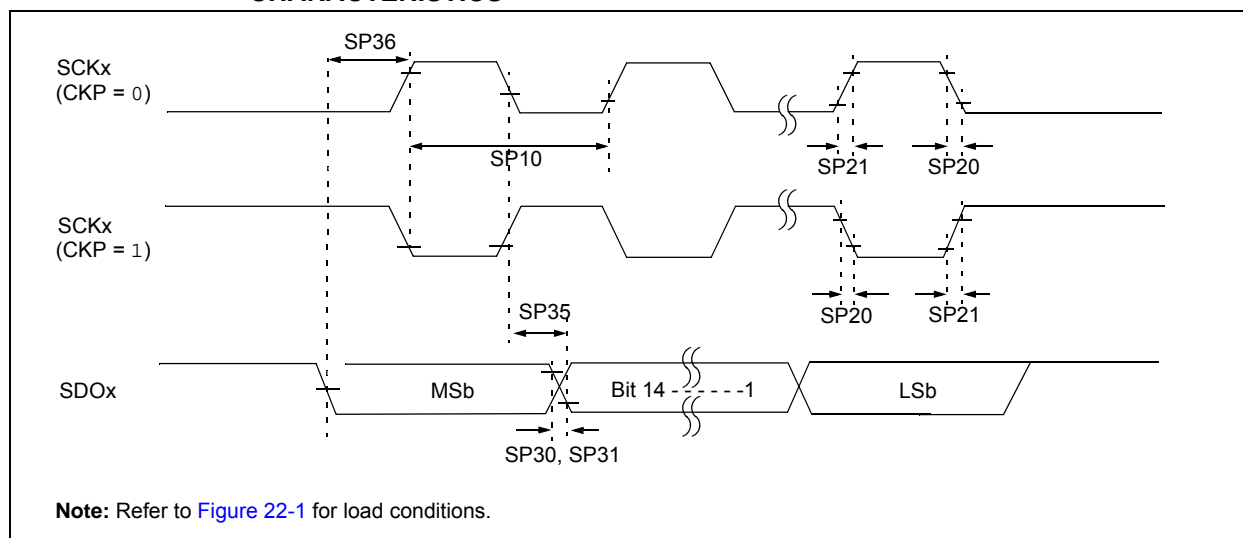 CHARACTERISTICS
SP36
SCKx
(CKP = 0)
SP10
SP21
SP20
SCKx
(CKP = 1)
SP35
SP20
SP21
SDOx
MSb
Bit 14 - - - - - -1
LSb
SP30, SP31
Note: Refer to Figure 22-1 for load conditions.